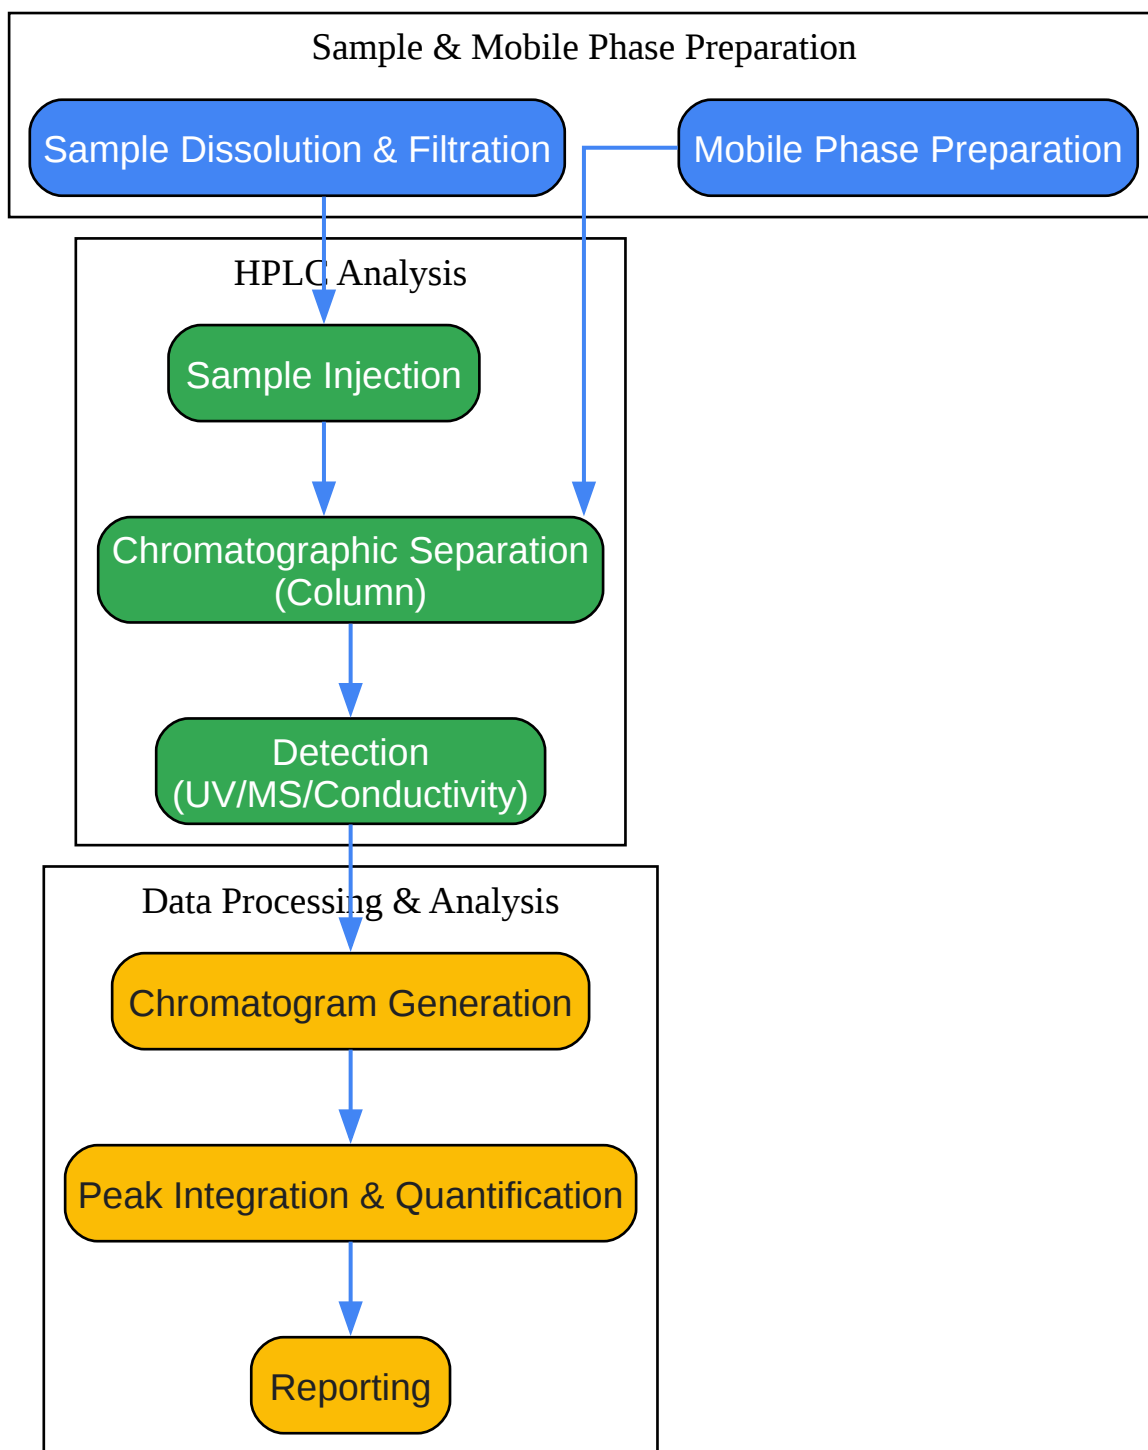 Sample & Mobile Phase Preparation
Sample Dissolution & Filtration
Mobile Phase Preparation
HPLC Analysis
Sample Injection
Chromatographic Separation
(Column)
Detection
(UV/MS/Conductivity)
Data Processing & Analysis
Chromatogram Generation
Peak Integration & Quantification
Reporting